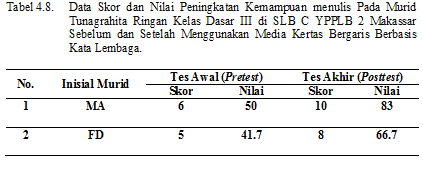 Tabel 4.8. Data Skor dan Nilai Peningkatan Kemampuan menulis Pada Murid
Tunagrahita Ringan Kelas Dasar III di SLB C YPPLB 2 Makassar
Sebelum dan Setelah Menggunakan Media Kertas Bergaris Berbasis
Kata Lembaga.
No. Inisial Murid Tes Awal (Pretest) Tes Akhir (Posttest)
Skor Nilai Skor Nilai
1 MA 6 50 10 83
2 FD 5 41.7 8 66.7